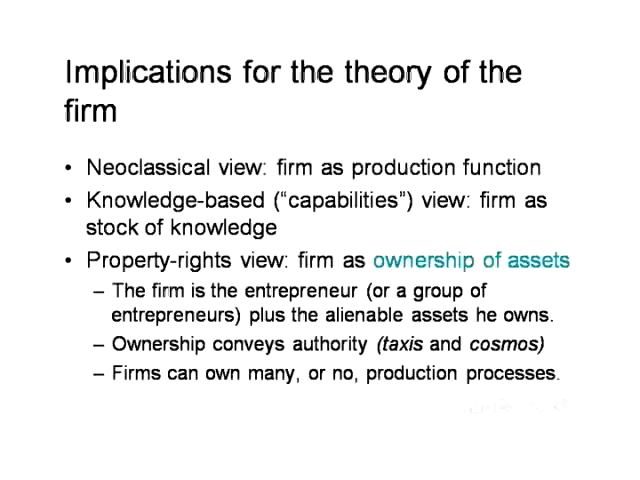 Implications for the theory of the
firm
• Neoclassical view: firm as production function
• Knowledge-based (“capabilities”) view: firm as
stock of knowledge
• Property-rights view: firm as ownership of assets
– The firm is the entrepreneur (or a group of
entrepreneurs) plus the alienable assets he owns.
– Ownership conveys authority (taxis and cosmos)
– Firms can own many, or no, production processes.